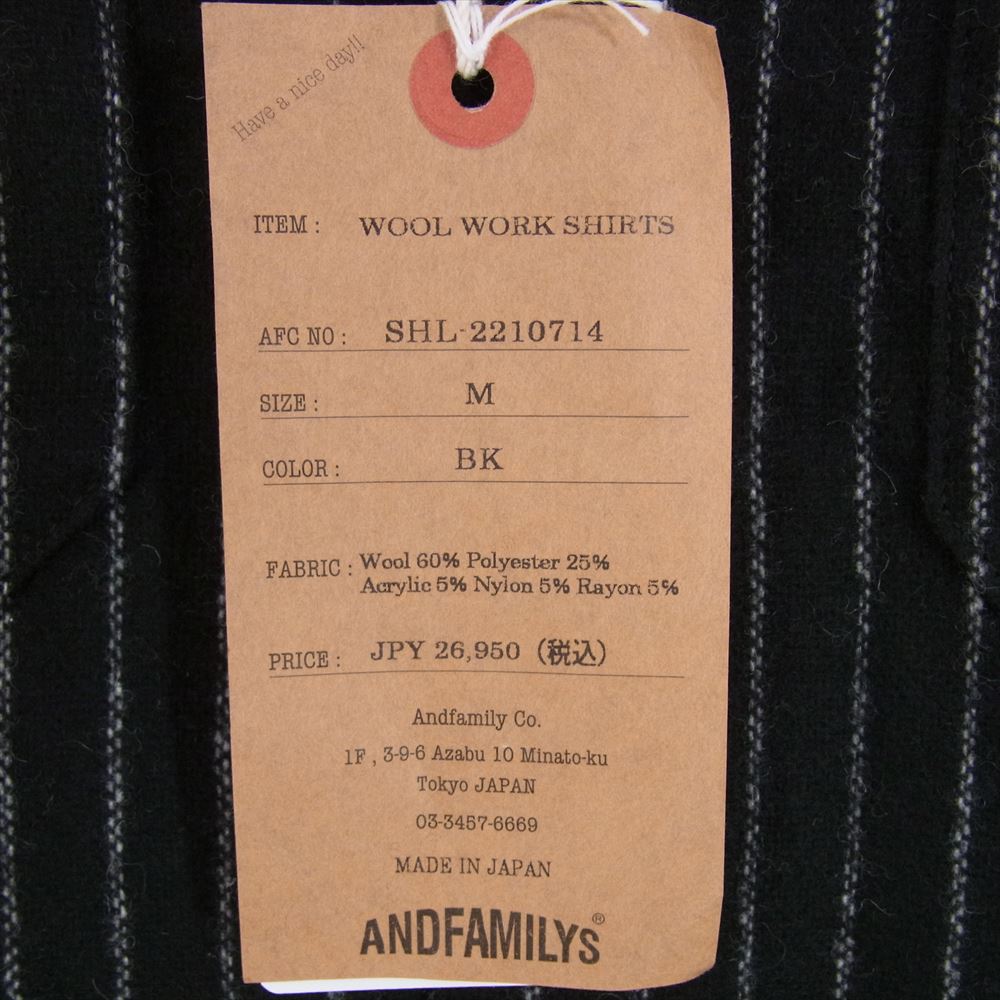 Have a nice day!!
ITEM : WOOL WORK SHIRTS
AFC NO : SHL-2210714
SIZE : M
COLOR : BK
FABRIC : Wool 60% Polyester 25%
Acrylic 5% Nylon 5% Rayon 5%
PRICE : JPY 26,950 (税込)
Andfamily Co.
1F , 3-9-6 Azabu 10 Minato-ku
Tokyo JAPAN
03-3457-6669
MADE IN JAPAN
ANDFAMILYS®